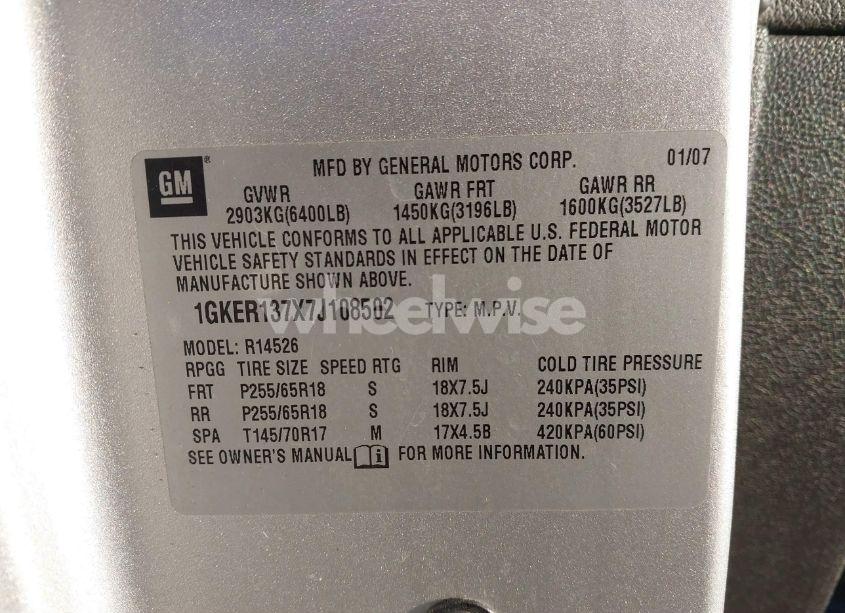 GM ® MFD BY GENERAL MOTORS CORP. 01/07
GVWR GAWR FRT GAWR RR
2903KG(6400LB) 1450KG(3196LB) 1600KG(3527LB)
THIS VEHICLE CONFORMS TO ALL APPLICABLE U.S. FEDERAL MOTOR
VEHICLE SAFETY STANDARDS IN EFFECT ON THE DATE OF
MANUFACTURE SHOWN ABOVE.
1GKER137X7J108502 TYPE: M.P.V.
wheelwise
MODEL: R14526
RPGG TIRE SIZE SPEED RTG RIM COLD TIRE PRESSURE
FRT P255/65R18 S 18X7.5J 240KPA(35PSI)
RR P255/65R18 S 18X7.5J 240KPA(35PSI)
SPA T145/70R17 M 17X4.5B 420KPA(60PSI)
SEE OWNER'S MANUAL FOR MORE INFORMATION.